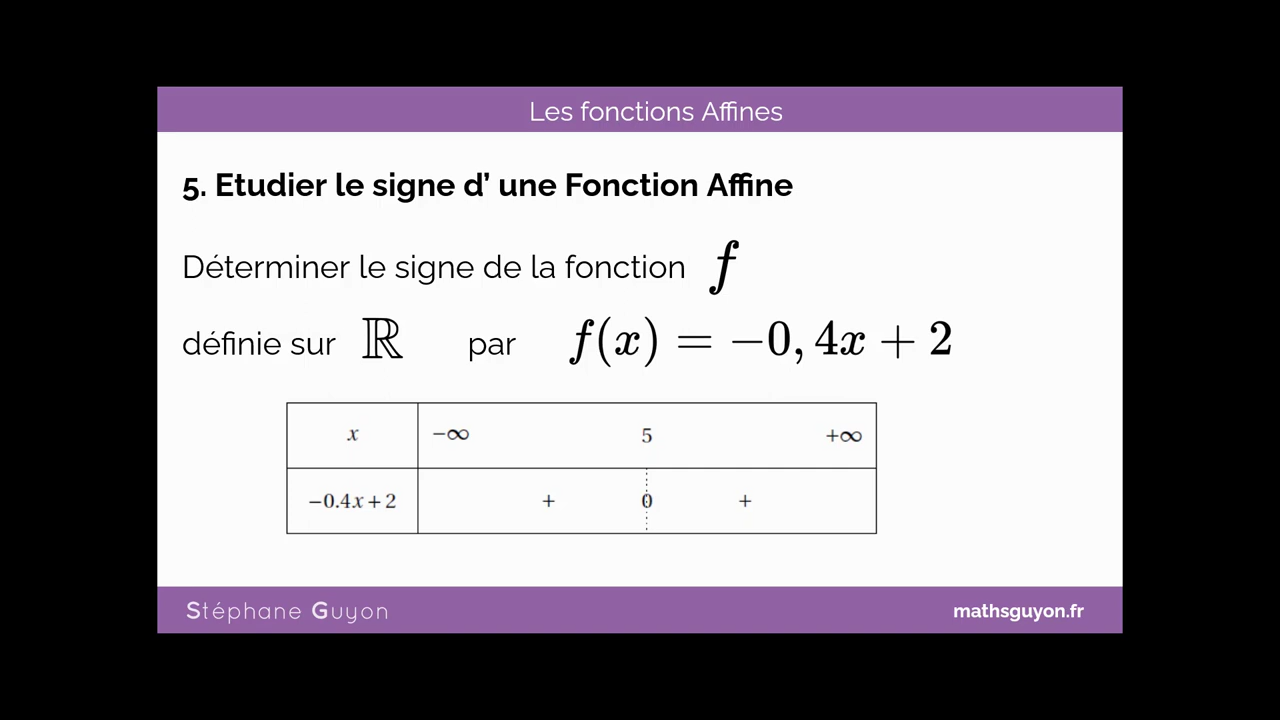 Les fonctions Affines
5. Etudier le signe d’ une Fonction Affine
Déterminer le signe de la fonction f
définie sur ℝ par f(x) = −0, 4x + 2
x −∞ 5 +∞
−0.4x + 2 + 0 +
Stéphane Guyon
mathsguyon.fr